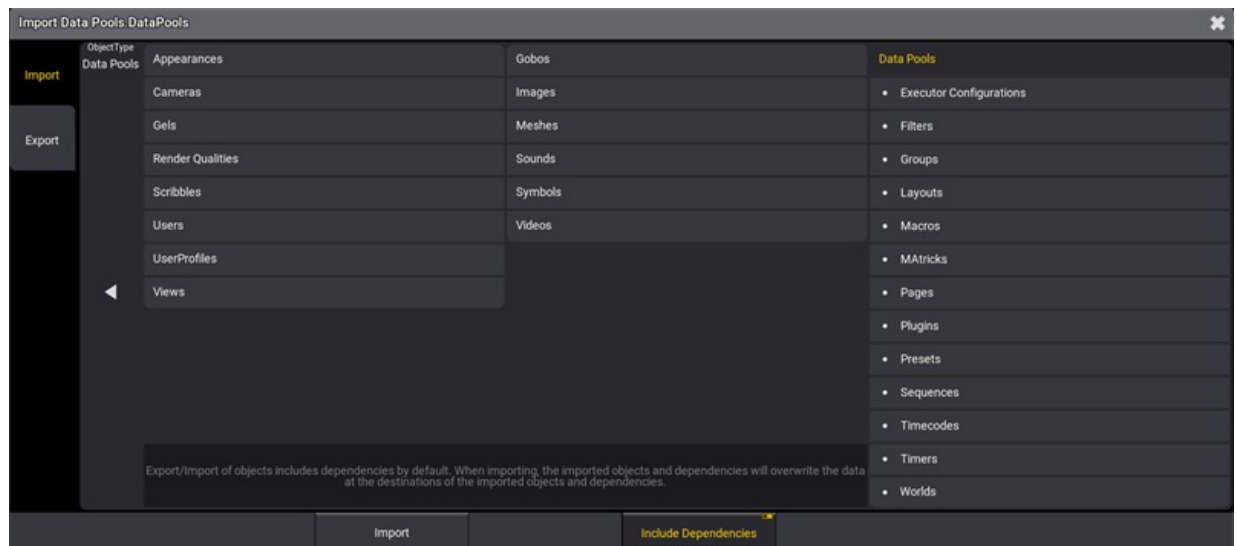 Import Data Pools.DataPools
Import
Export
ObjectType
Data Pools
Appearances
Cameras
Gels
Render Qualities
Scribbles
Users
UserProfiles
Views
Gobos
Images
Meshes
Sounds
Symbols
Videos
Data Pools
• Executor Configurations
• Filters
• Groups
• Layouts
• Macros
• MAtricks
• Pages
• Plugins
• Presets
• Sequences
• Timecodes
• Timers
• Worlds
Export/Import of objects includes dependencies by default. When importing, the imported objects and dependencies will overwrite the data
at the destinations of the imported objects and dependencies.
Import
Include Dependencies